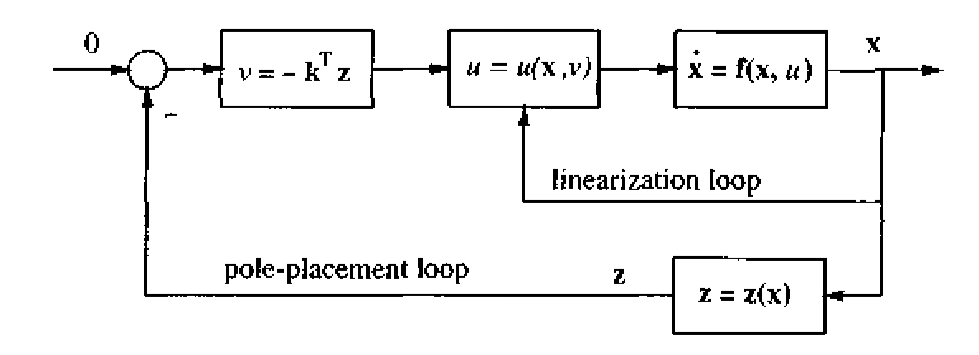 0
v = - k^T z
u = u(x ,v)
ẋ = f(x, u)
x
-
linearization loop
pole-placement loop
z
z = z(x)